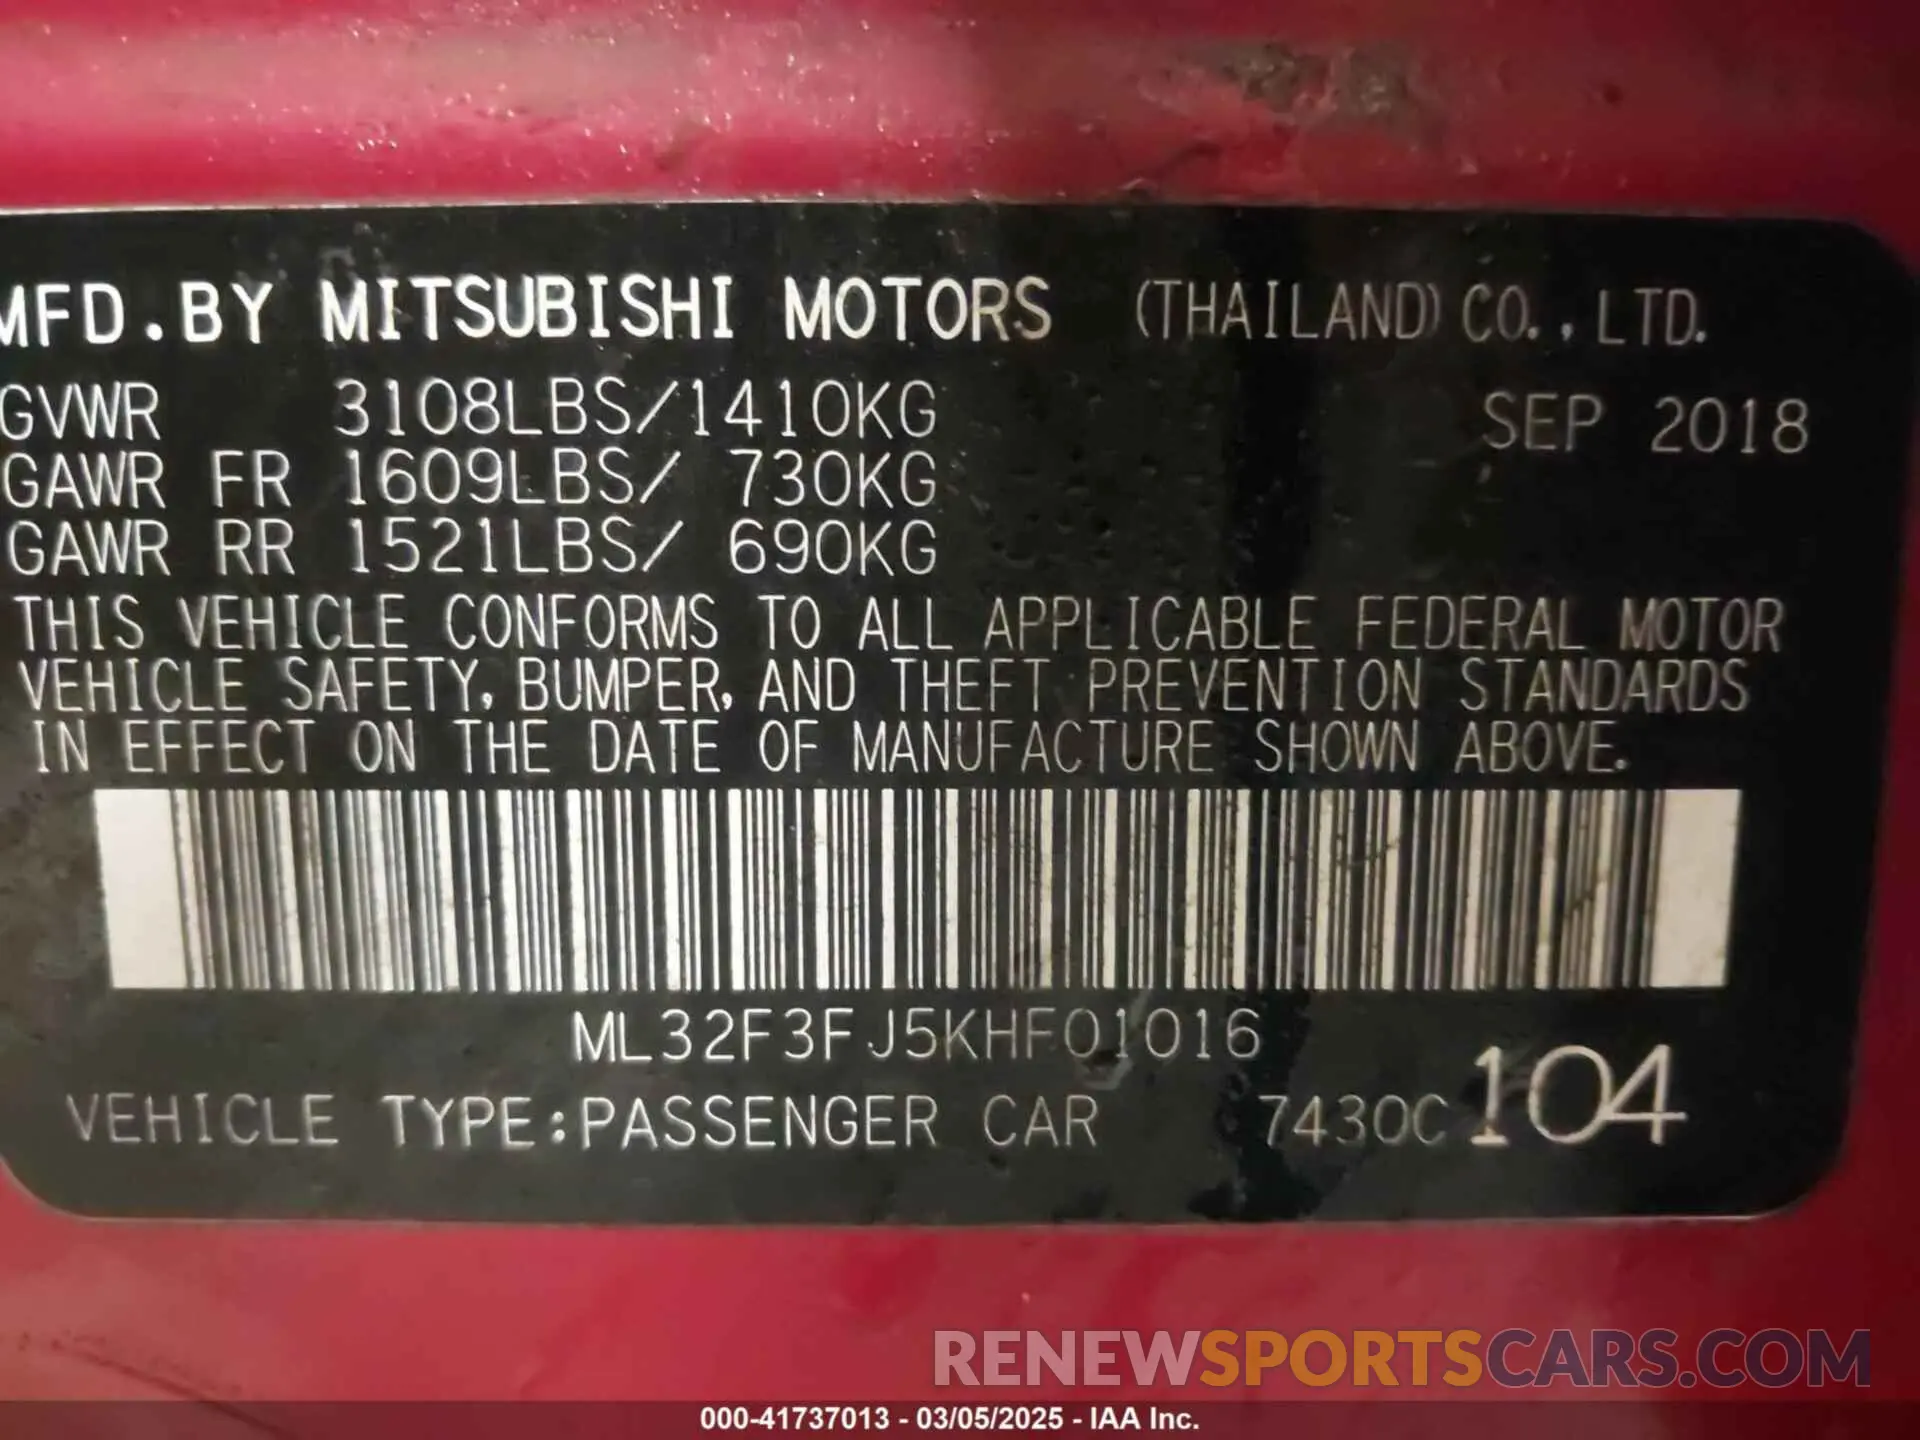 MFD.BY MITSUBISHI MOTORS (THAILAND) CO., LTD.
GVWR 3108LBS/1410KG SEP 2018
GAWR FR 1609LBS/ 730KG
GAWR RR 1521LBS/ 690KG
THIS VEHICLE CONFORMS TO ALL APPLICABLE FEDERAL MOTOR
VEHICLE SAFETY, BUMPER, AND THEFT PREVENTION STANDARDS
IN EFFECT ON THE DATE OF MANUFACTURE SHOWN ABOVE.
ML32F3FJ5KHF01016
VEHICLE TYPE:PASSENGER CAR 7430C 104
RENEWSPORTSCARS.COM
000-41737013 - 03/05/2025 - IAA Inc.